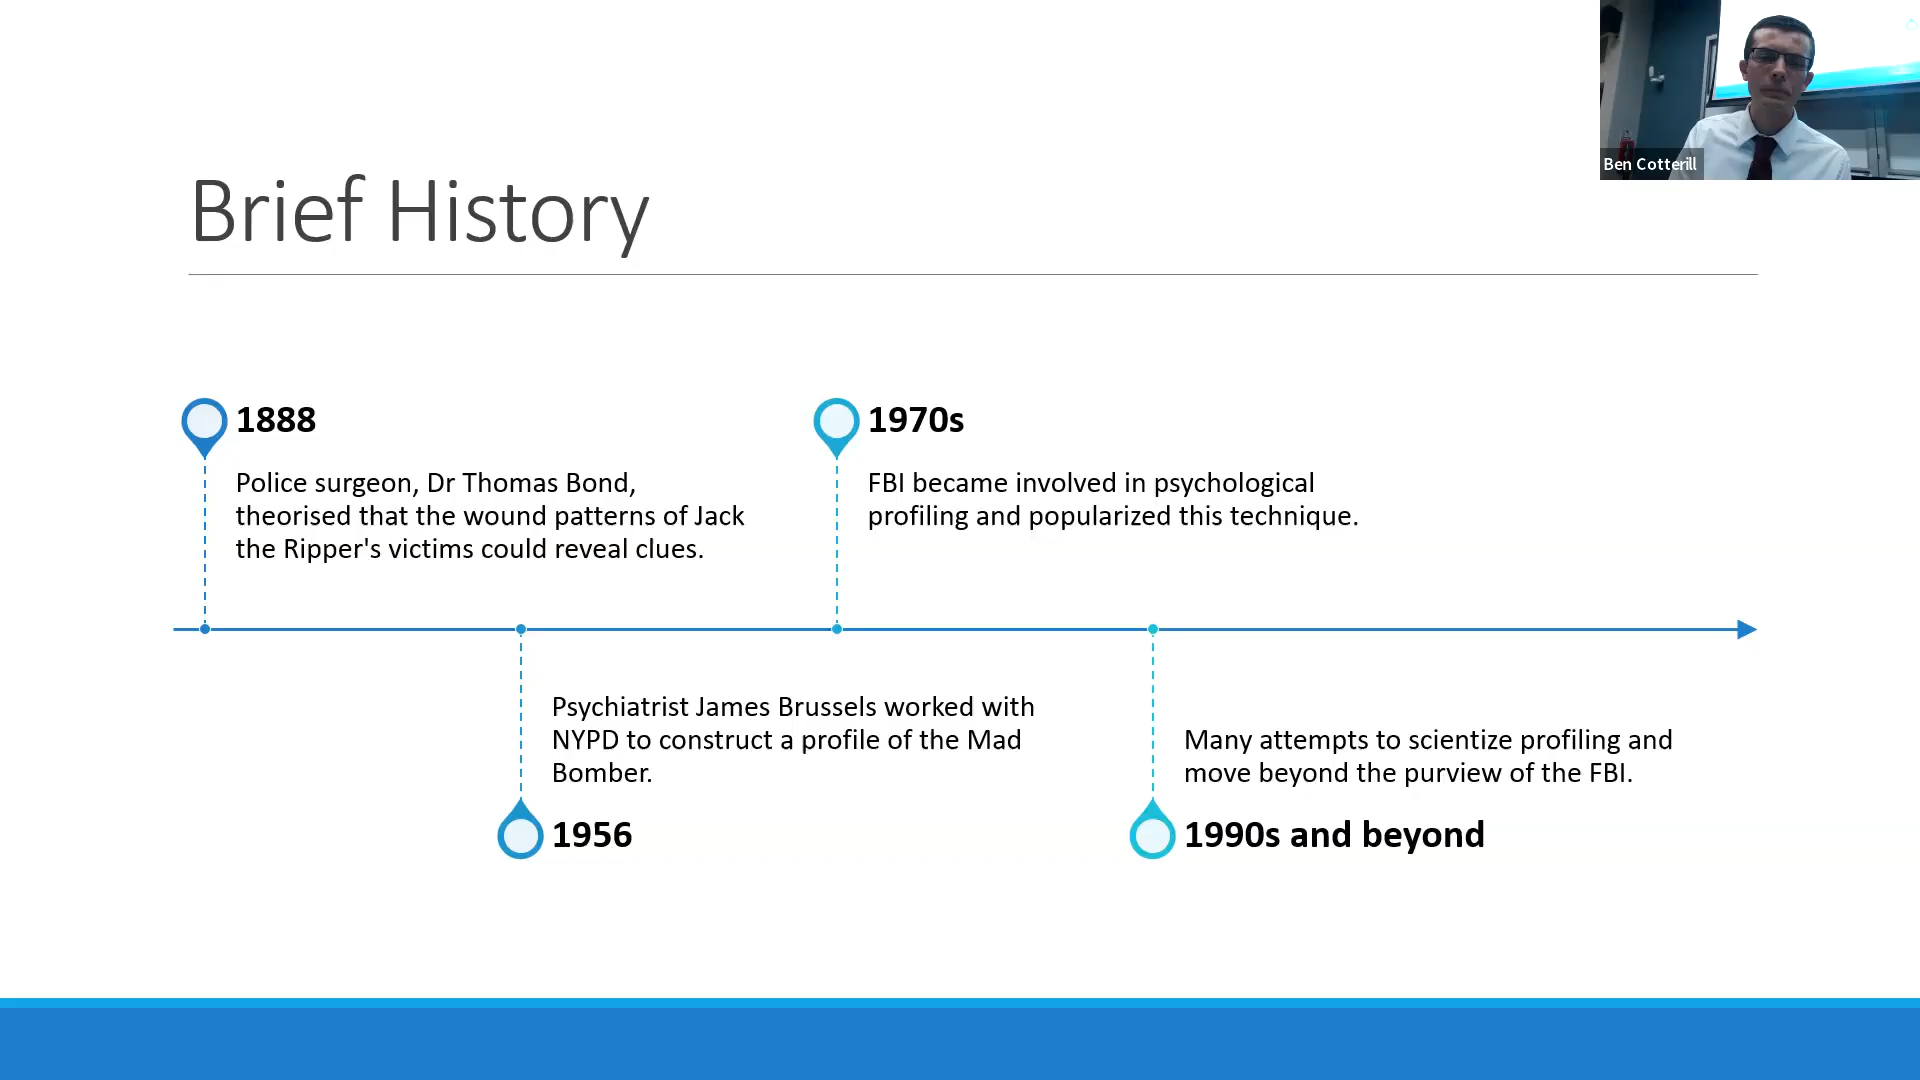 Ben Cotterill
Brief History
1888
Police surgeon, Dr Thomas Bond,
theorised that the wound patterns of Jack
the Ripper's victims could reveal clues.
Psychiatrist James Brussels worked with
NYPD to construct a profile of the Mad
Bomber.
1956
1970s
FBI became involved in psychological
profiling and popularized this technique.
Many attempts to scientize profiling and
move beyond the purview of the FBI.
1990s and beyond